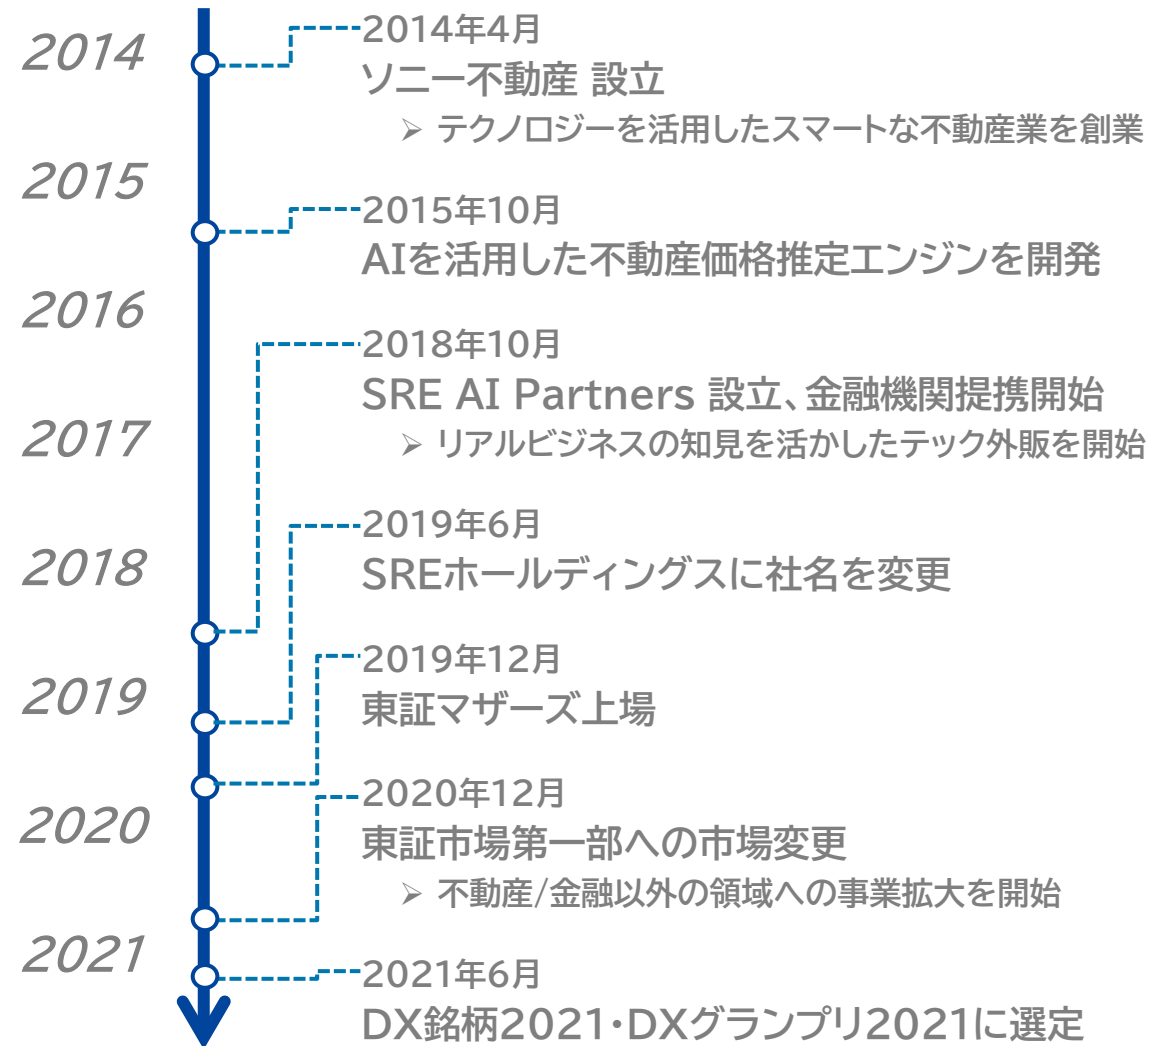 2014
2014年4月
ソニー不動産 設立
➢ テクノロジーを活用したスマートな不動産業を創業
2015
2015年10月
AIを活用した不動産価格推定エンジンを開発
2016
2018年10月
SRE AI Partners 設立、金融機関提携開始
➢ リアルビジネスの知見を活かしたテック外販を開始
2017
2019年6月
SREホールディングスに社名を変更
2018
2019年12月
東証マザーズ上場
2019
2020年12月
東証市場第一部への市場変更
➢ 不動産/金融以外の領域への事業拡大を開始
2020
2021
2021年6月
DX銘柄2021・DXグランプリ2021に選定